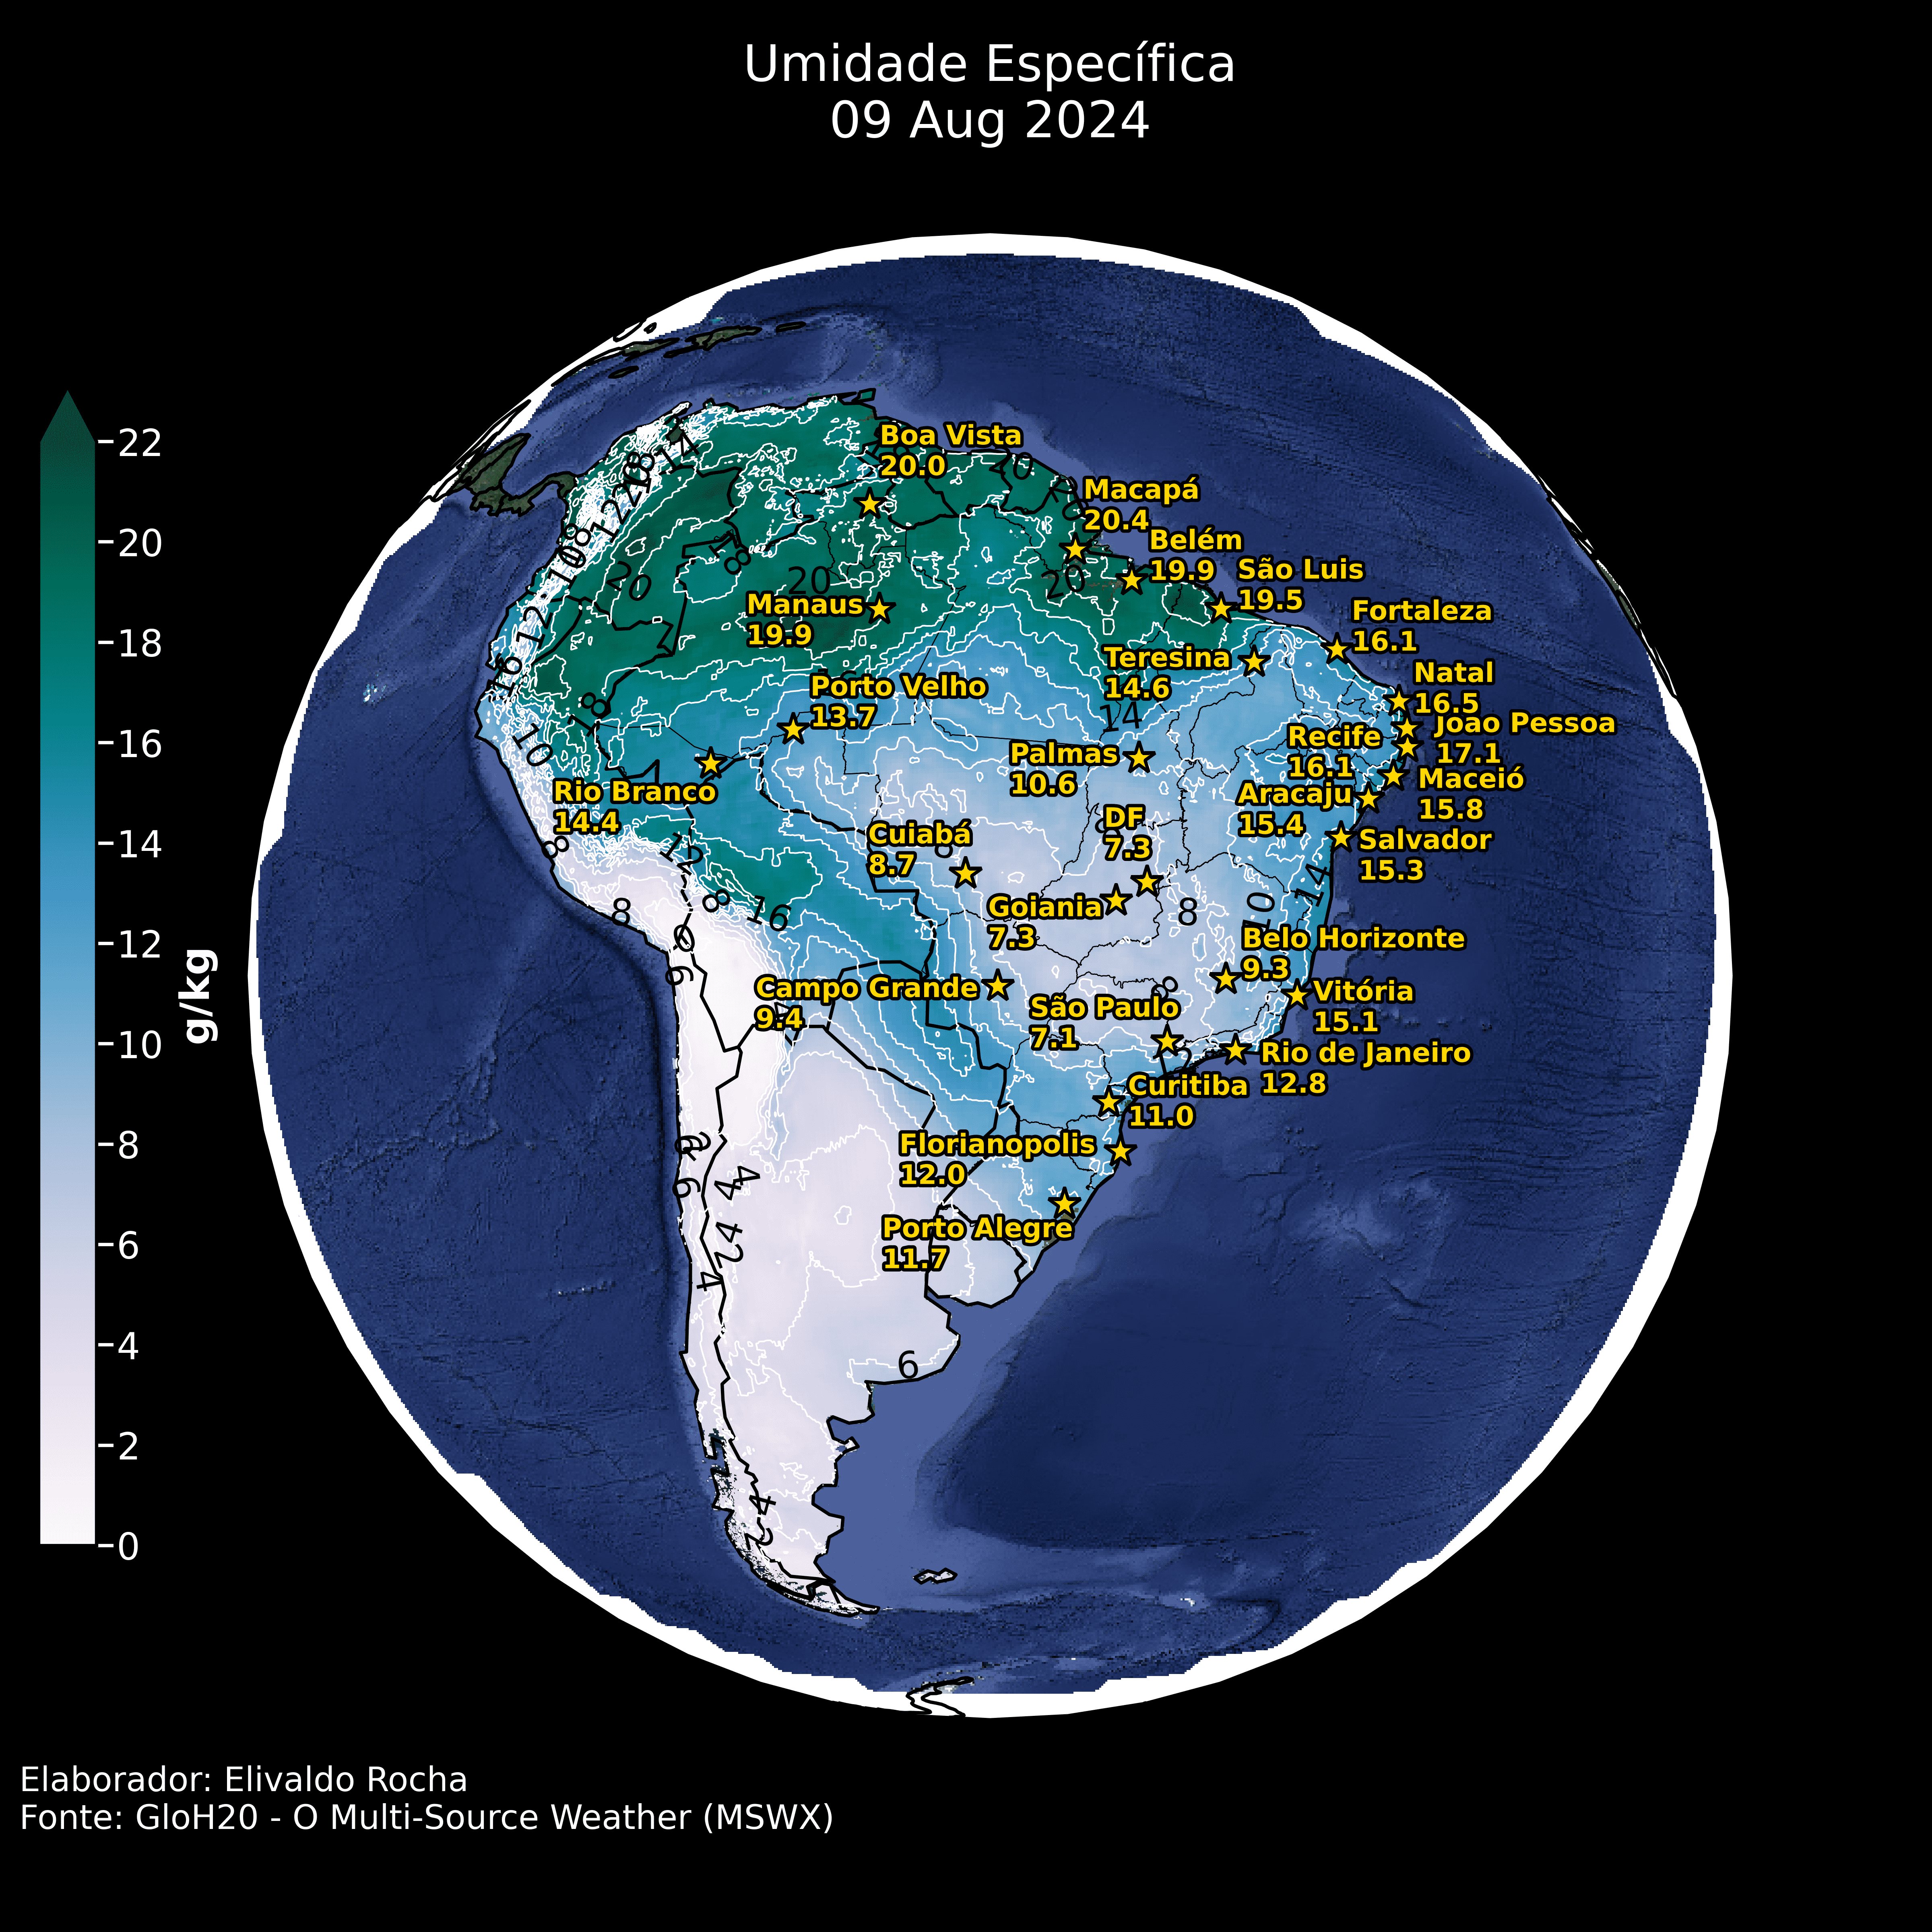 Umidade Específica
09 Aug 2024
22
20
18
16
14
12
10
8
6
4
2
0
g/kg
Boa Vista
20.0
Macapá
20.4
Belém
19.9
São Luis
19.5
Manaus
19.9
Fortaleza
16.1
Teresina
14.6
Natal
16.5
Porto Velho
13.7
João Pessoa
17.1
Recife
16.1
Palmas
10.6
Maceió
15.8
Rio Branco
14.4
Aracaju
15.4
DF
7.3
Cuiabá
8.7
Salvador
15.3
Goiania
7.3
Belo Horizonte
9.3
Campo Grande
9.4
Vitória
15.1
São Paulo
7.1
Rio de Janeiro
12.8
Curitiba
11.0
Florianopolis
12.0
Porto Alegre
11.7
20
20
20
20
18
18
14
14
16
12
10
8
8
10
14
6
Elaborador: Elivaldo Rocha
Fonte: GloH20 - O Multi-Source Weather (MSWX)